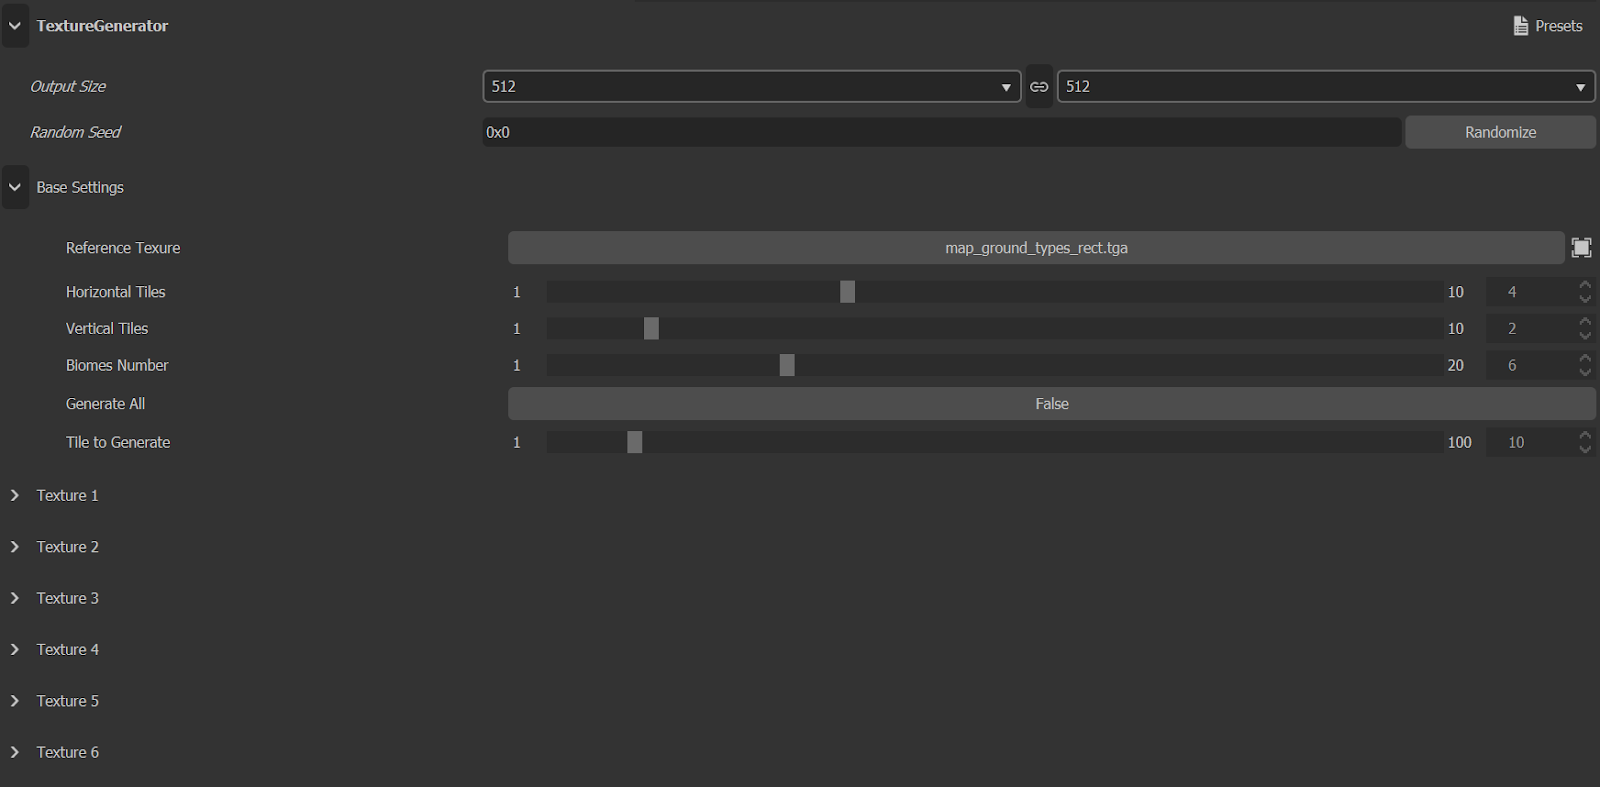 TextureGenerator Presets
Output Size 512 512
Random Seed 0x0 Randomize
Base Settings
Reference Texure map_ground_types_rect.tga
Horizontal Tiles 1 10 4
Vertical Tiles 1 10 2
Biomes Number 1 20 6
Generate All False
Tile to Generate 1 100 10
Texture 1
Texture 2
Texture 3
Texture 4
Texture 5
Texture 6